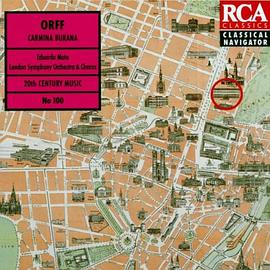 ORFF
CARMINA BURANA
Eduardo Mata
London Symphony Orchestra & Chorus
20th CENTURY MUSIC
No 100
RCA
CLASSICS
CLASSICAL
NAVIGATOR